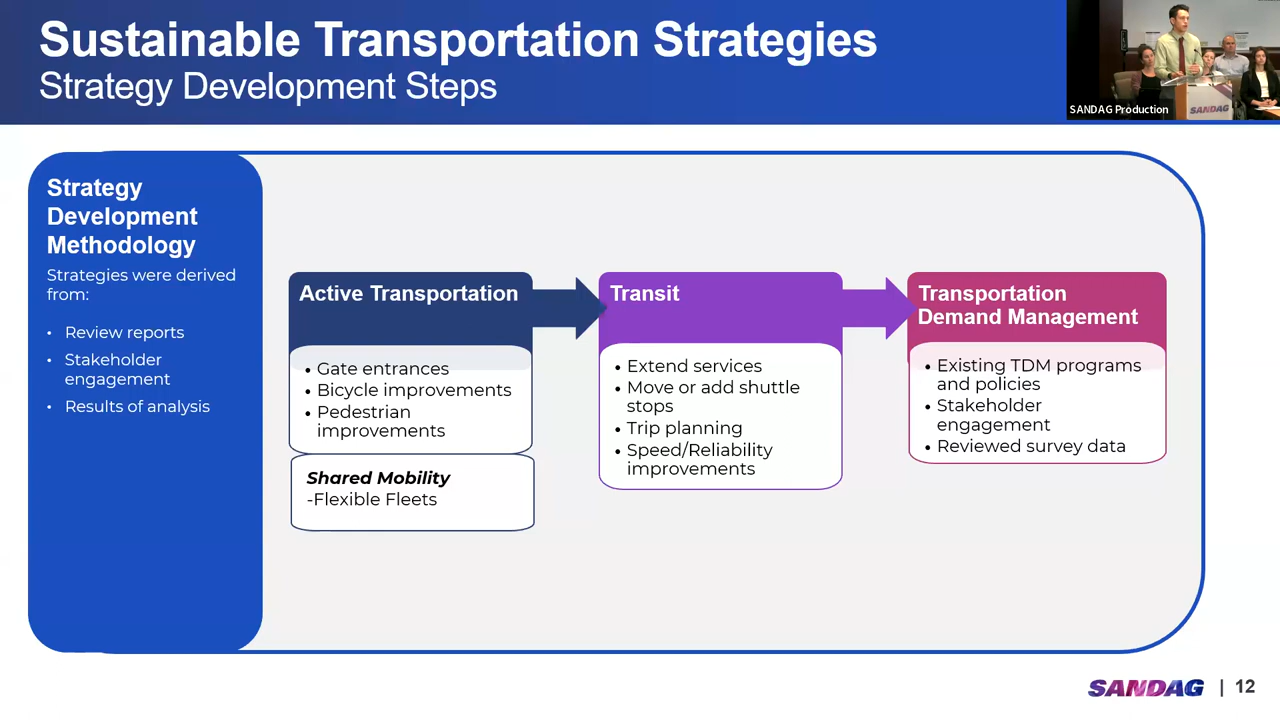 Sustainable Transportation Strategies
Strategy Development Steps
SANDAG Production
SANDAG
Strategy
Development
Methodology
Strategies were derived
from:
• Review reports
• Stakeholder
engagement
• Results of analysis
Active Transportation
• Gate entrances
• Bicycle improvements
• Pedestrian
improvements
Shared Mobility
-Flexible Fleets
Transit
• Extend services
• Move or add shuttle
stops
• Trip planning
• Speed/Reliability
improvements
Transportation
Demand Management
• Existing TDM programs
and policies
• Stakeholder
engagement
• Reviewed survey data
SANDAG | 12